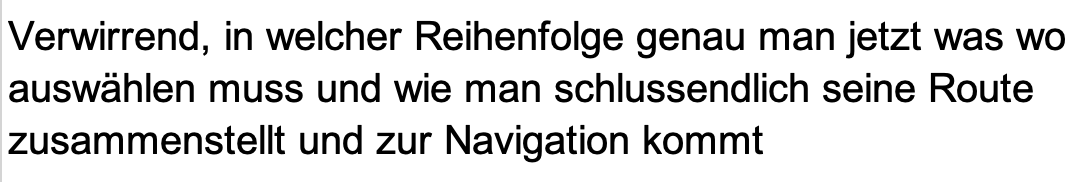 Verwirrend, in welcher Reihenfolge genau man jetzt was wo
auswählen muss und wie man schlussendlich seine Route
zusammenstellt und zur Navigation kommt